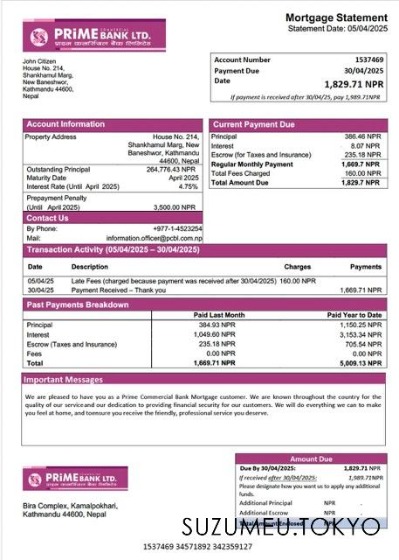 PRIME BANK LTD.
प्राइम कमर्सियल बैंक लिमिटेड
Mortgage Statement
Statement Date: 05/04/2025
John Citizen
House No. 214,
Shankhamul Marg,
New Baneshwor,
Kathmandu 44600,
Nepal
Account Number 1537469
Payment Due 30/04/2025
Date 1,829.71 NPR
If payment is received after 30/04/25, pay 1,989.71NPR
Account Information
Property Address House No. 214,
Shankhamul Marg, New
Baneshwor, Kathmandu
44600, Nepal
Outstanding Principal 264,776.43 NPR
Maturity Date April 2025
Interest Rate (Until April 2025) 4.75%
Prepayment Penalty
(Until April 2025) 3,500.00 NPR
Contact Us
By Phone: +977-1-4523254
Mail: information.officer@pcbl.com.np
Current Payment Due
Principal 386.46 NPR
Interest 8.07 NPR
Escrow (for Taxes and Insurance) 235.18 NPR
Regular Monthly Payment 1,669.7 NPR
Total Fees Charged 160.00 NPR
Total Amount Due 1,829.7 NPR
Transaction Activity (05/04/2025 – 30/04/2025)
Date Description Charges Payments
05/04/25 Late Fees (charged because payment was received after 30/04/2025) 160.00 NPR
30/04/25 Payment Received – Thank you 1,669.71 NPR
Past Payments Breakdown
Paid Last Month Paid Year to Date
Principal 384.93 NPR 1,150.25 NPR
Interest 1,049.60 NPR 3,153.34 NPR
Escrow (Taxes and Insurance) 235.18 NPR 705.54 NPR
Fees 0.00 NPR 0.00 NPR
Total 1,669.71 NPR 5,009.13 NPR
Important Messages
We are pleased to have you as a Prime Commercial Bank Mortgage customer. We are known throughout the country for the
quality of our service and our dedication to providing financial security for our customers. We will do everything we can to make
you feel at home, and toensure you receive the friendly, professional service you deserve.
PRIME BANK LTD.
Bira Complex, Kamalpokhari,
Kathmandu 44600, Nepal
Amount Due
Due By 30/04/2025: 1,829.71 NPR
If received after 30/04/2025: 1,989.71NPR
Please designate how you want us to apply any additional
funds.
Additional Principal NPR
Additional Escrow NPR
Total Amount Enclosed NPR
SUZUMEU.TOKYO
1537469 34571892 342359127